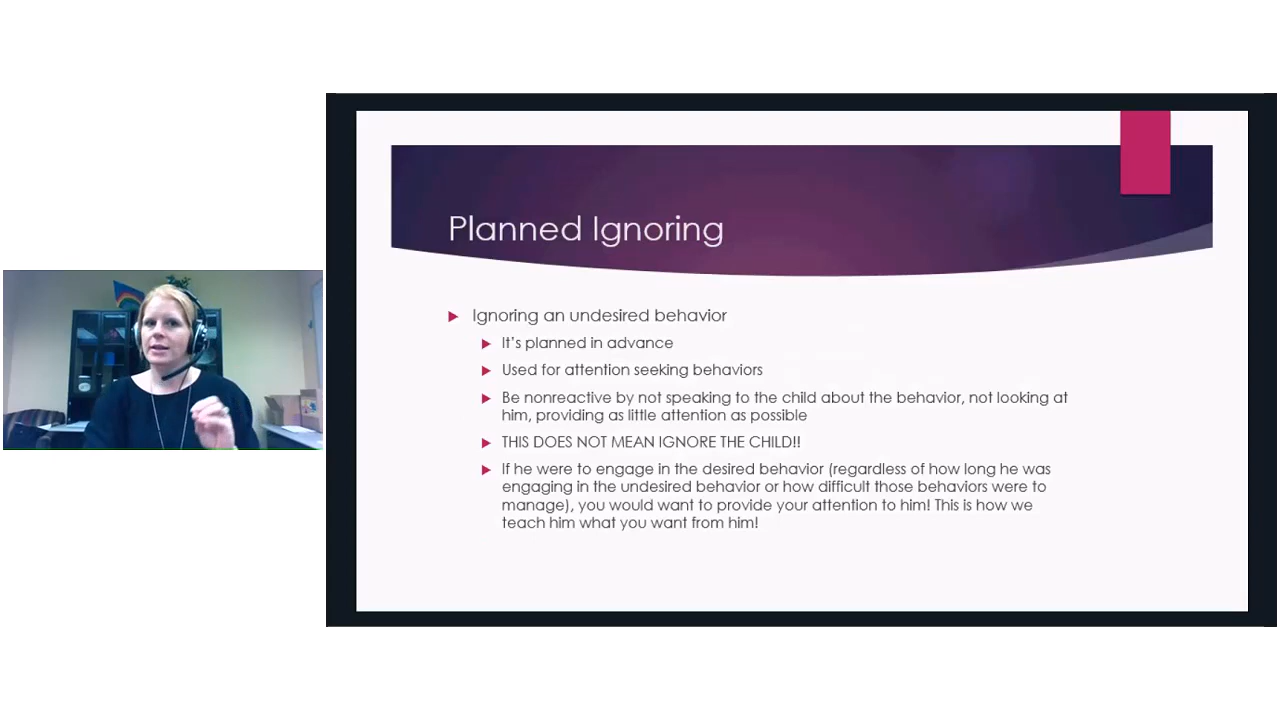 Planned Ignoring
Ignoring an undesired behavior
It's planned in advance
Used for attention seeking behaviors
Be nonreactive by not speaking to the child about the behavior, not looking at
him, providing as little attention as possible
THIS DOES NOT MEAN IGNORE THE CHILD!!
If he were to engage in the desired behavior (regardless of how long he was
engaging in the undesired behavior or how difficult those behaviors were to
manage), you would want to provide your attention to him! This is how we
teach him what you want from him!